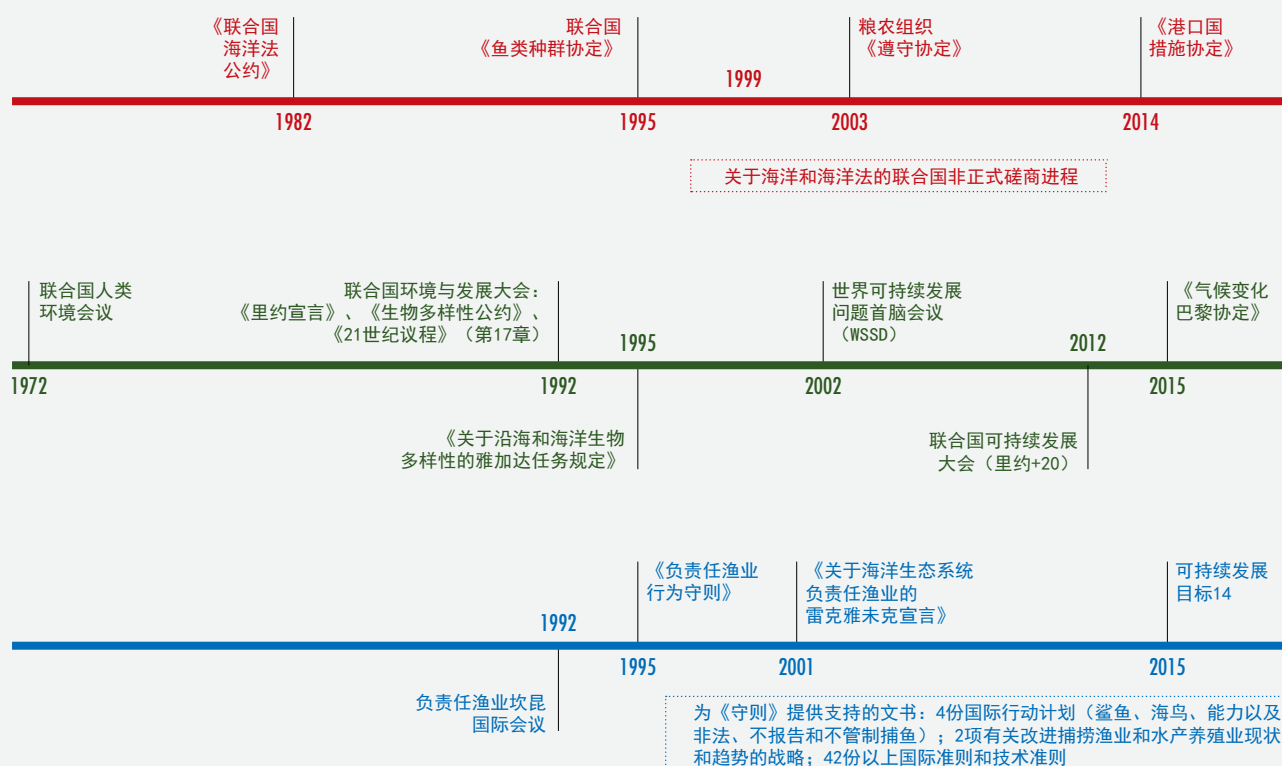 《联合国
海洋法
公约》
联合国
《鱼类种群协定》
粮农组织
《遵守协定》
《港口国
措施协定》
1999
1982
1995
2003
2014
关于海洋和海洋法的联合国非正式磋商进程
联合国人类
环境会议
联合国环境与发展大会：
《里约宣言》、《生物多样性公约》、
《21世纪议程》（第17章）
世界可持续发展
问题首脑会议
（WSSD）
《气候变化
巴黎协定》
1995
2012
1972
1992
2002
2015
《关于沿海和海洋生物
多样性的雅加达任务规定》
联合国可持续发展
大会（里约+20）
《负责任渔业
行为守则》
《关于海洋生态系统
负责任渔业的
雷克雅未克宣言》
可持续发展
目标14
1992
1995
2001
2015
负责任渔业坎昆
国际会议
为《守则》提供支持的文书：4份国际行动计划（鲨鱼、海鸟、能力以及
非法、不报告和不管制捕鱼）；2项有关改进捕捞渔业和水产养殖业现状
和趋势的战略；42份以上国际准则和技术准则